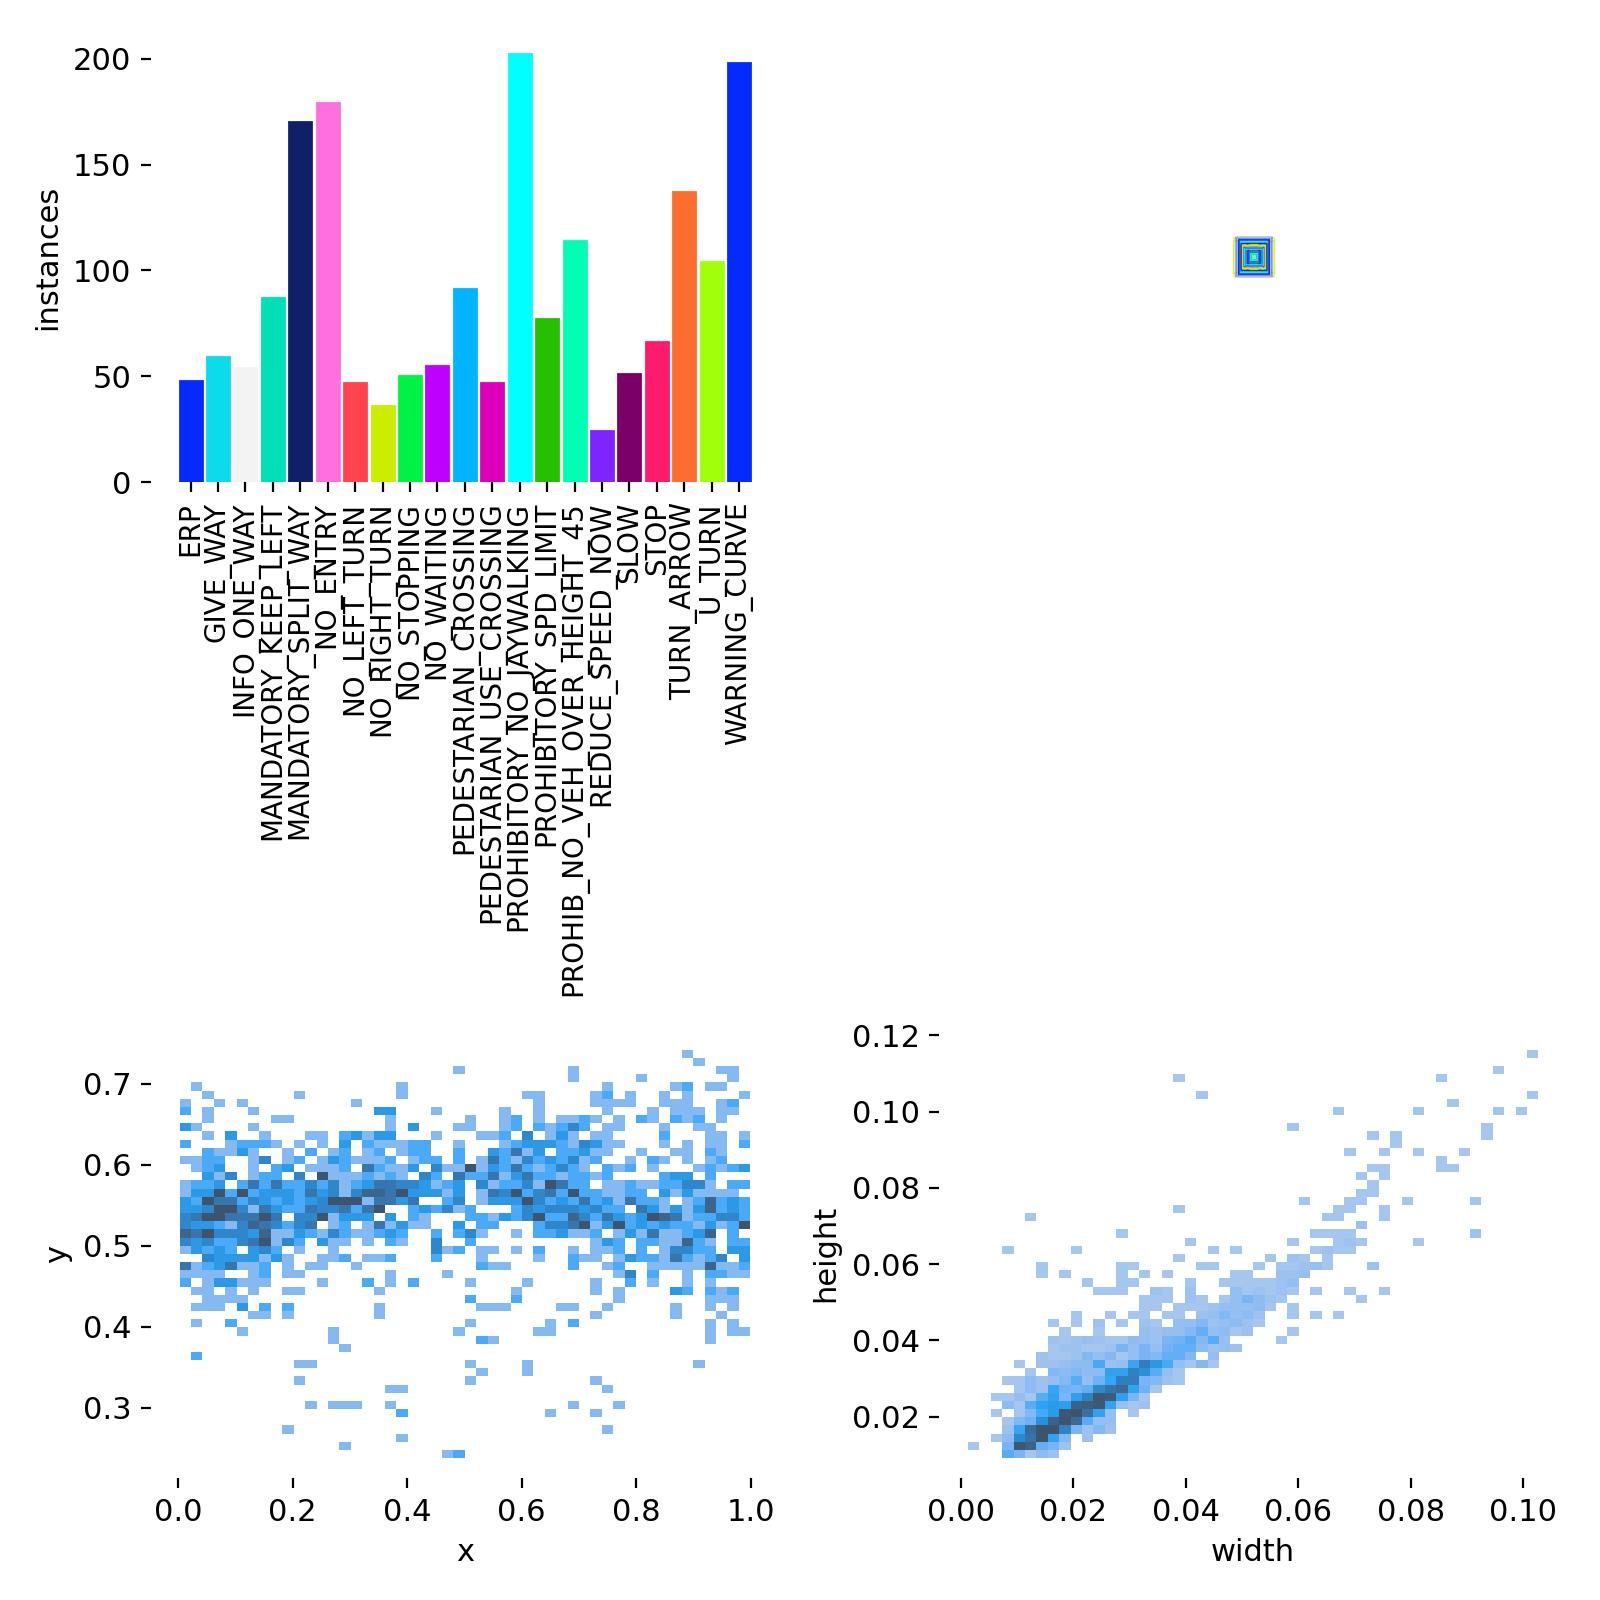 200
150
100
50
0
instances
ERP
GIVE_WAY
INFO_ONE_WAY
MANDATORY_KEEP_LEFT
MANDATORY_SPLIT_WAY
NO_ENTRY
NO_LEFT_TURN
NO_RIGHT_TURN
NO_STOPPING
NO_WAITING
PEDESTARIAN_CROSSING
PEDESTARIAN_USE_CROSSING
PROHIBITORY_NO_JAYWALKING
PROHIBITORY_SPD_LIMIT
PROHIB_NO_VEH_OVER_HEIGHT_45
REDUCE_SPEED_NOW
SLOW
STOP
TURN_ARROW
U_TURN
WARNING_CURVE
0.7
0.6
0.5
0.4
0.3
y
0.0 0.2 0.4 0.6 0.8 1.0
x
0.12
0.10
0.08
0.06
0.04
0.02
height
0.00 0.02 0.04 0.06 0.08 0.10
width